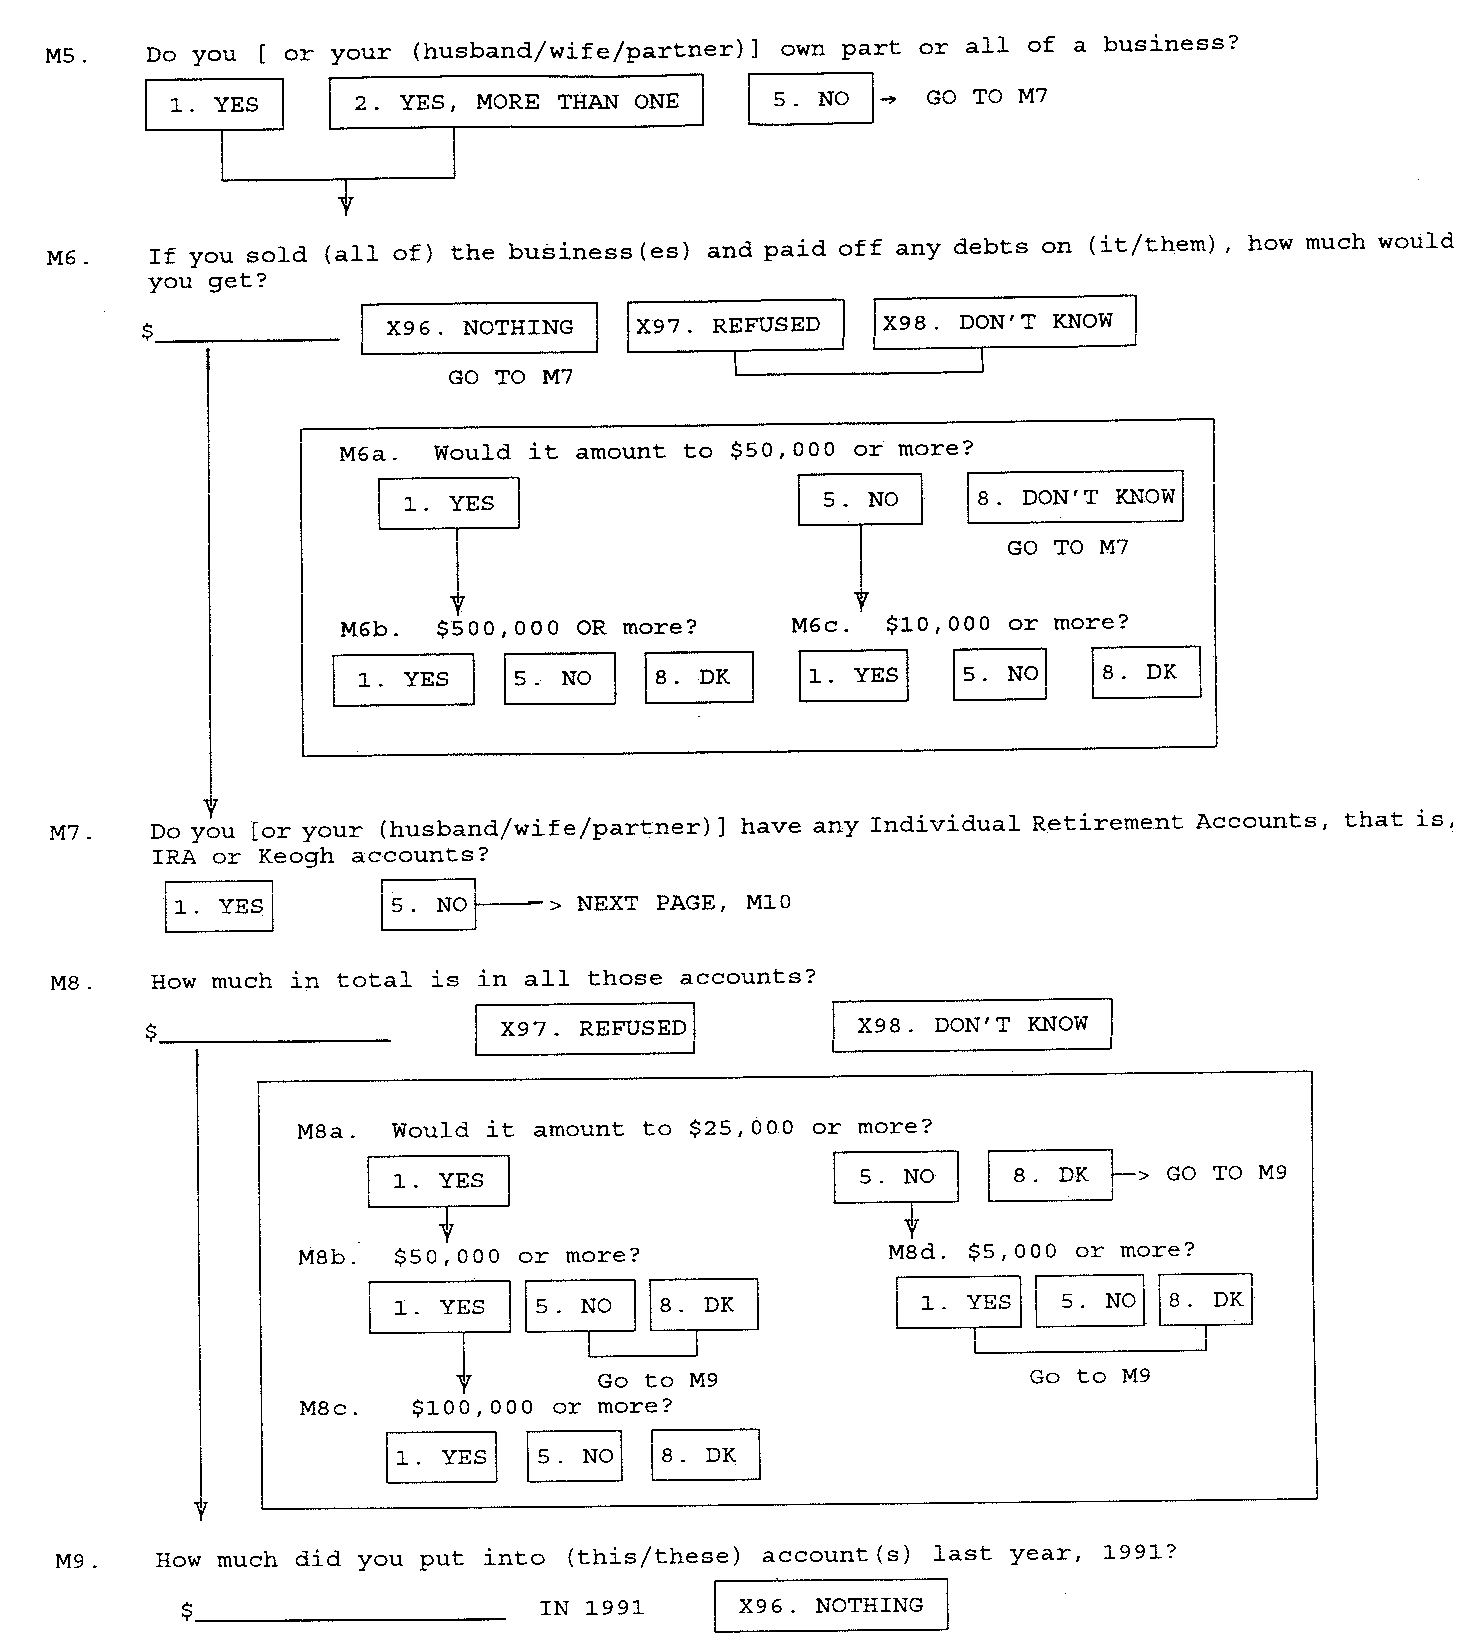 M5. Do you [ or your (husband/wife/partner)] own part or all of a business?
1. YES 2. YES, MORE THAN ONE 5. NO → GO TO M7
M6. If you sold (all of) the business(es) and paid off any debts on (it/them), how much would
you get?
$____________ X96. NOTHING X97. REFUSED X98. DON'T KNOW
GO TO M7
M6a. Would it amount to $50,000 or more?
1. YES 5. NO 8. DON'T KNOW
GO TO M7
M6b. $500,000 OR more? M6c. $10,000 or more?
1. YES 5. NO 8. DK 1. YES 5. NO 8. DK
M7. Do you [or your (husband/wife/partner)] have any Individual Retirement Accounts, that is,
IRA or Keogh accounts?
1. YES 5. NO ----> NEXT PAGE, M10
M8. How much in total is in all those accounts?
$_______________ X97. REFUSED X98. DON'T KNOW
M8a. Would it amount to $25,000 or more?
1. YES 5. NO 8. DK --> GO TO M9
M8b. $50,000 or more? M8d. $5,000 or more?
1. YES 5. NO 8. DK 1. YES 5. NO 8. DK
Go to M9 Go to M9
M8c. $100,000 or more?
1. YES 5. NO 8. DK
M9. How much did you put into (this/these) account(s) last year, 1991?
$____________________ IN 1991 X96. NOTHING